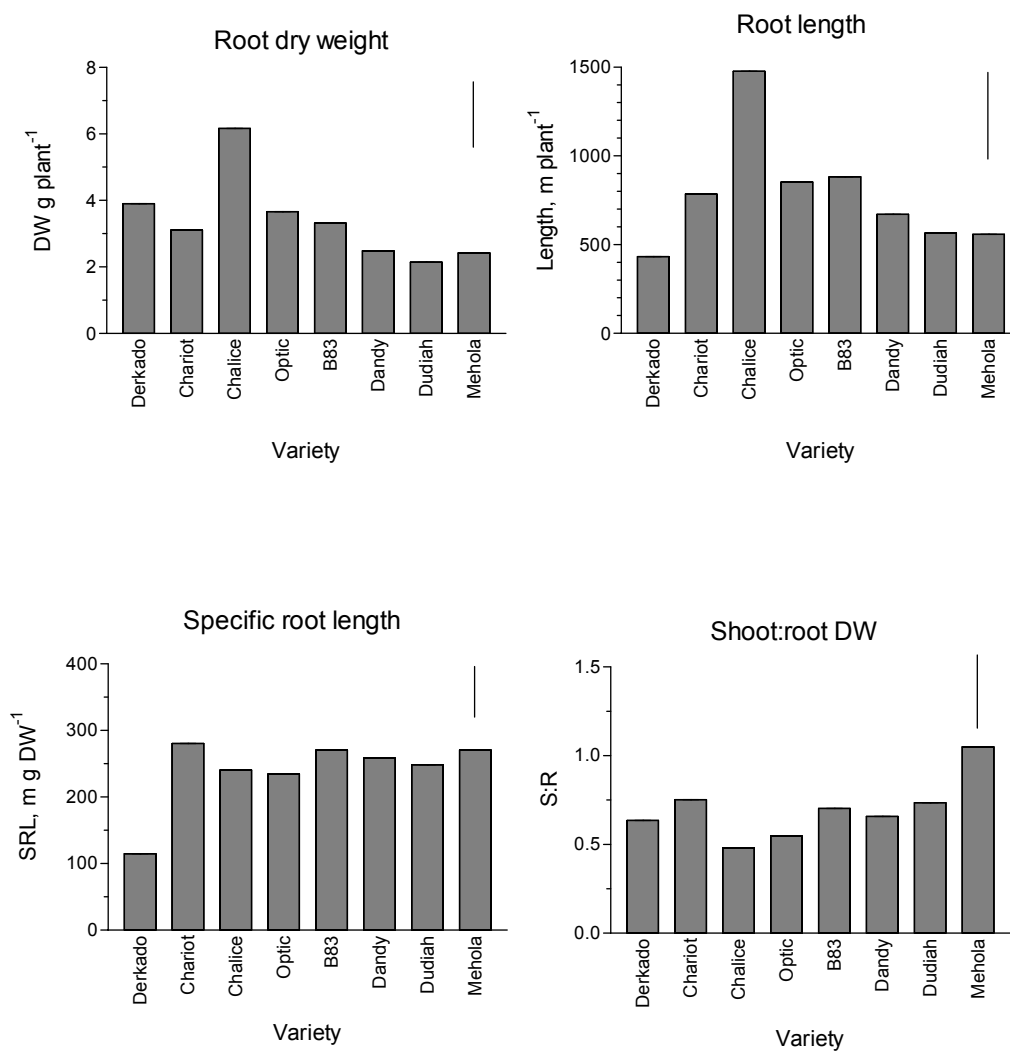 Root dry weight
DW g plant⁻¹
8
6
4
2
0
Derkado
Chariot
Chalice
Optic
B83
Dandy
Dudiah
Mehola
Variety
Root length
Length, m plant⁻¹
1500
1000
500
0
Derkado
Chariot
Chalice
Optic
B83
Dandy
Dudiah
Mehola
Variety
Specific root length
SRL, m g DW⁻¹
400
300
200
100
0
Derkado
Chariot
Chalice
Optic
B83
Dandy
Dudiah
Mehola
Variety
Shoot:root DW
S:R
1.5
1.0
0.5
0.0
Derkado
Chariot
Chalice
Optic
B83
Dandy
Dudiah
Mehola
Variety